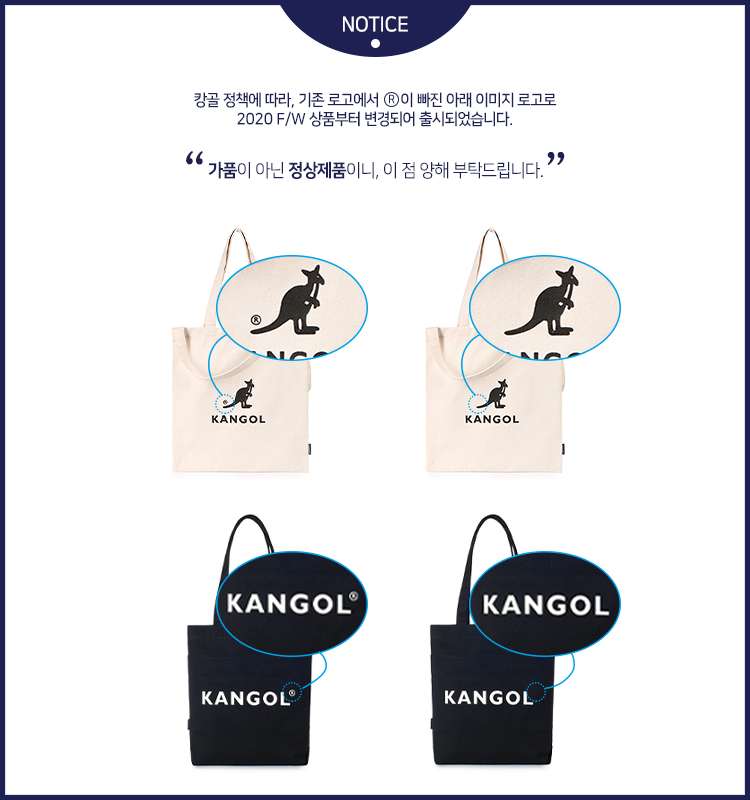 NOTICE
캉골 정책에 따라, 기존 로고에서 ®이 빠진 아래 이미지 로고로
2020 F/W 상품부터 변경되어 출시되었습니다.
“ 가품이 아닌 정상제품이니, 이 점 양해 부탁드립니다. ”
®
ANGO
ANGO
®
KANGOL
KANGOL
KANGOL®
KANGOL
KANGOL®
KANGOL